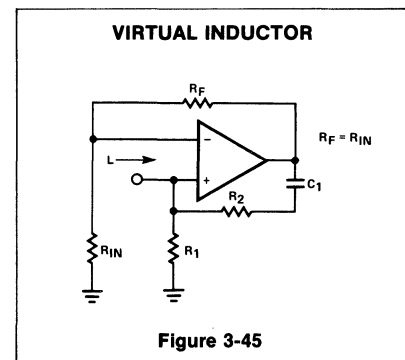 VIRTUAL INDUCTOR
RF
RF = RIN
L
−
+
R2
C1
RIN
R1
Figure 3-45